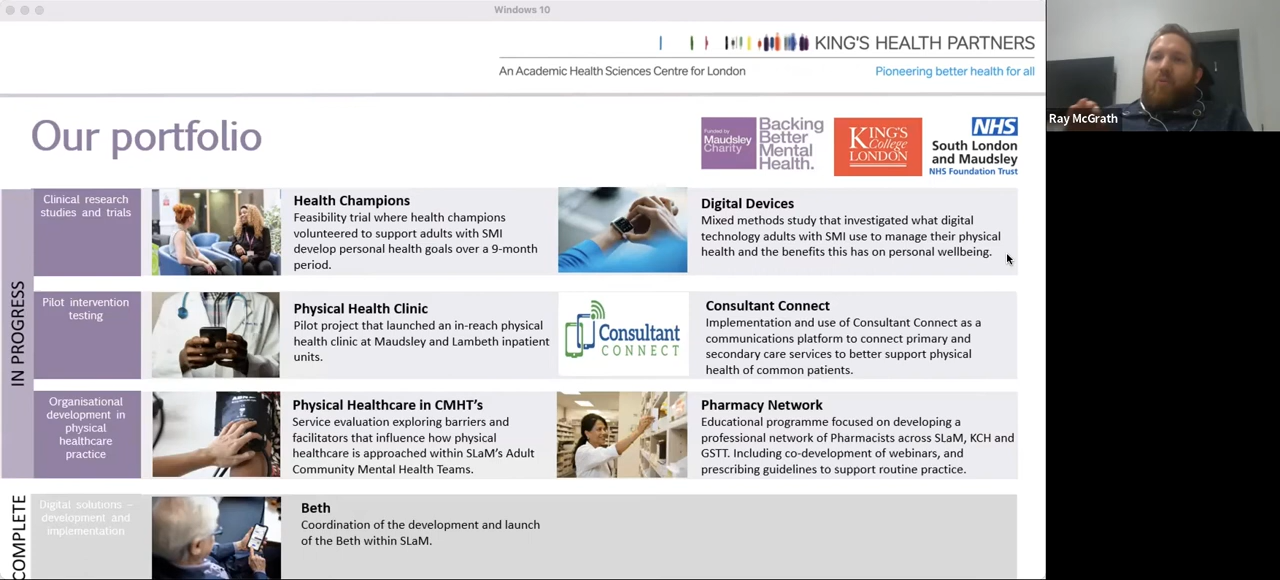 Windows 10
KING'S HEALTH PARTNERS
An Academic Health Sciences Centre for London
Pioneering better health for all
Ray McGrath
Our portfolio
Funded by
Maudsley
Charity
Backing
Better
Mental
Health.
KING'S
College
LONDON
NHS
South London
and Maudsley
NHS Foundation Trust
IN PROGRESS
Clinical research
studies and trials
Health Champions
Feasibility trial where health champions
volunteered to support adults with SMI
develop personal health goals over a 9-month
period.
Digital Devices
Mixed methods study that investigated what digital
technology adults with SMI use to manage their physical
health and the benefits this has on personal wellbeing.
Pilot intervention
testing
Physical Health Clinic
Pilot project that launched an in-reach physical
health clinic at Maudsley and Lambeth inpatient
units.
Consultant
CONNECT
Consultant Connect
Implementation and use of Consultant Connect as a
communications platform to connect primary and
secondary care services to better support physical
health of common patients.
Organisational
development in
physical
healthcare
practice
Physical Healthcare in CMHT's
Service evaluation exploring barriers and
facilitators that influence how physical
healthcare is approached within SLaM's Adult
Community Mental Health Teams.
Pharmacy Network
Educational programme focused on developing a
professional network of Pharmacists across SLaM, KCH and
GSTT. Including co-development of webinars, and
prescribing guidelines to support routine practice.
COMPLETE
Digital solutions –
development and
implementation
Beth
Coordination of the development and launch
of the Beth within SLaM.